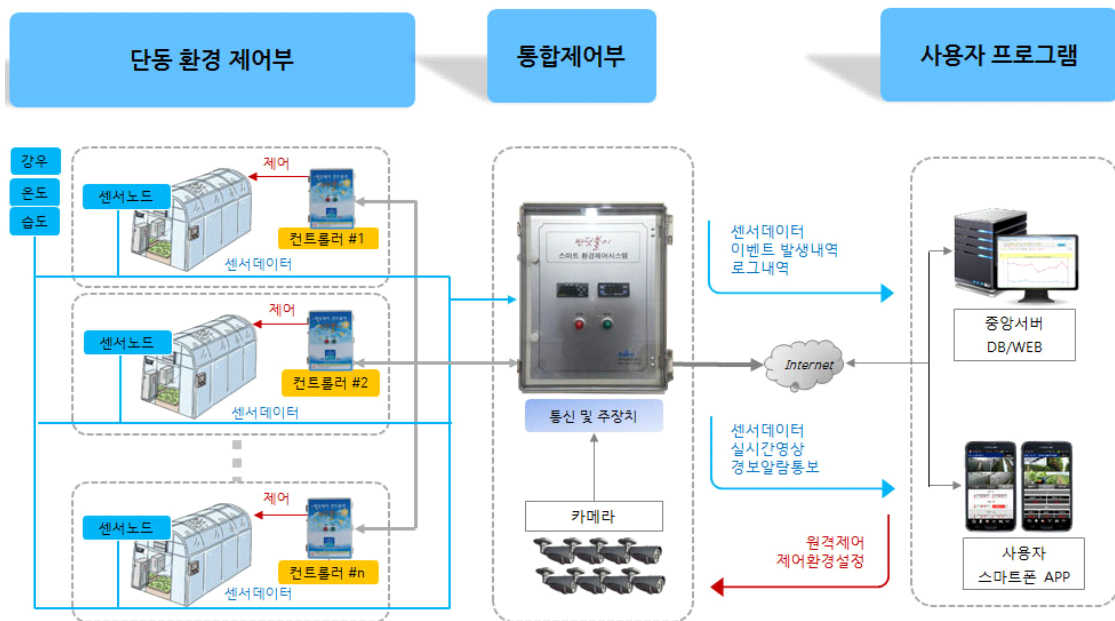 단동 환경 제어부
통합제어부
사용자 프로그램
강우
온도
습도
센서노드
제어
컨트롤러 #1
센서데이터
센서노드
제어
컨트롤러 #2
센서데이터
센서노드
제어
컨트롤러 #n
센서데이터
반딧불이
스마트 환경제어시스템
통신 및 주장치
카메라
센서데이터
이벤트 발생내역
로그내역
Internet
센서데이터
실시간영상
경보알람통보
원격제어
제어환경설정
중앙서버
DB/WEB
사용자
스마트폰 APP